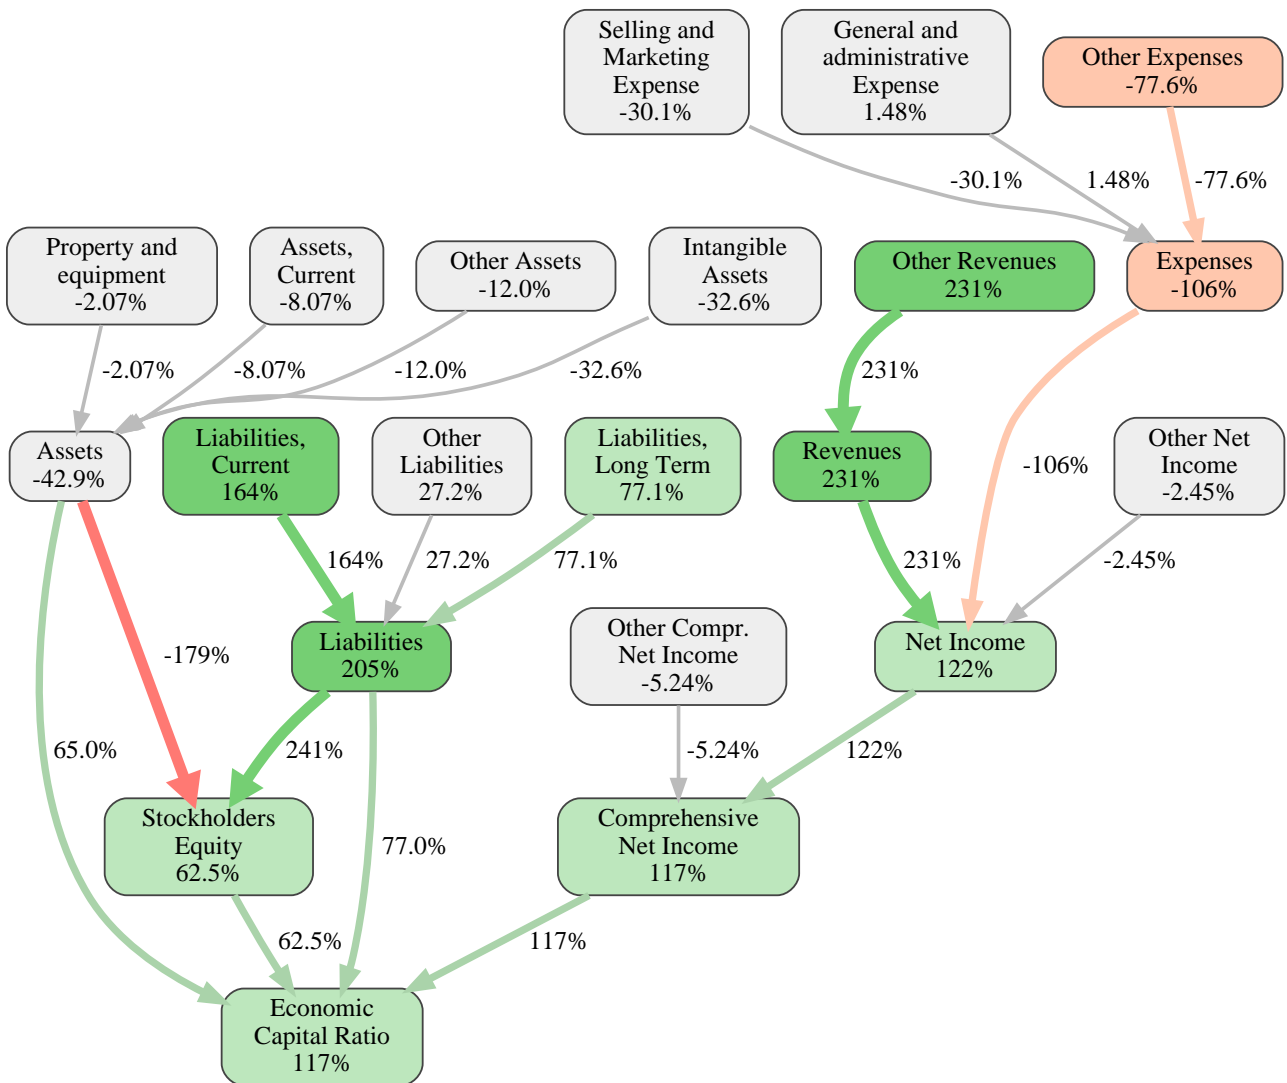 Selling and
Marketing
Expense
-30.1%
General and
administrative
Expense
1.48%
Other Expenses
-77.6%
-30.1%
1.48%
-77.6%
Property and
equipment
-2.07%
Assets,
Current
-8.07%
Other Assets
-12.0%
Intangible
Assets
-32.6%
Other Revenues
231%
Expenses
-106%
-2.07%
-8.07%
-12.0%
-32.6%
231%
-106%
Assets
-42.9%
Liabilities,
Current
164%
Other
Liabilities
27.2%
Liabilities,
Long Term
77.1%
Revenues
231%
Other Net
Income
-2.45%
164%
27.2%
77.1%
231%
-2.45%
-179%
Liabilities
205%
Other Compr.
Net Income
-5.24%
Net Income
122%
65.0%
241%
-5.24%
122%
Stockholders
Equity
62.5%
77.0%
Comprehensive
Net Income
117%
62.5%
117%
Economic
Capital Ratio
117%